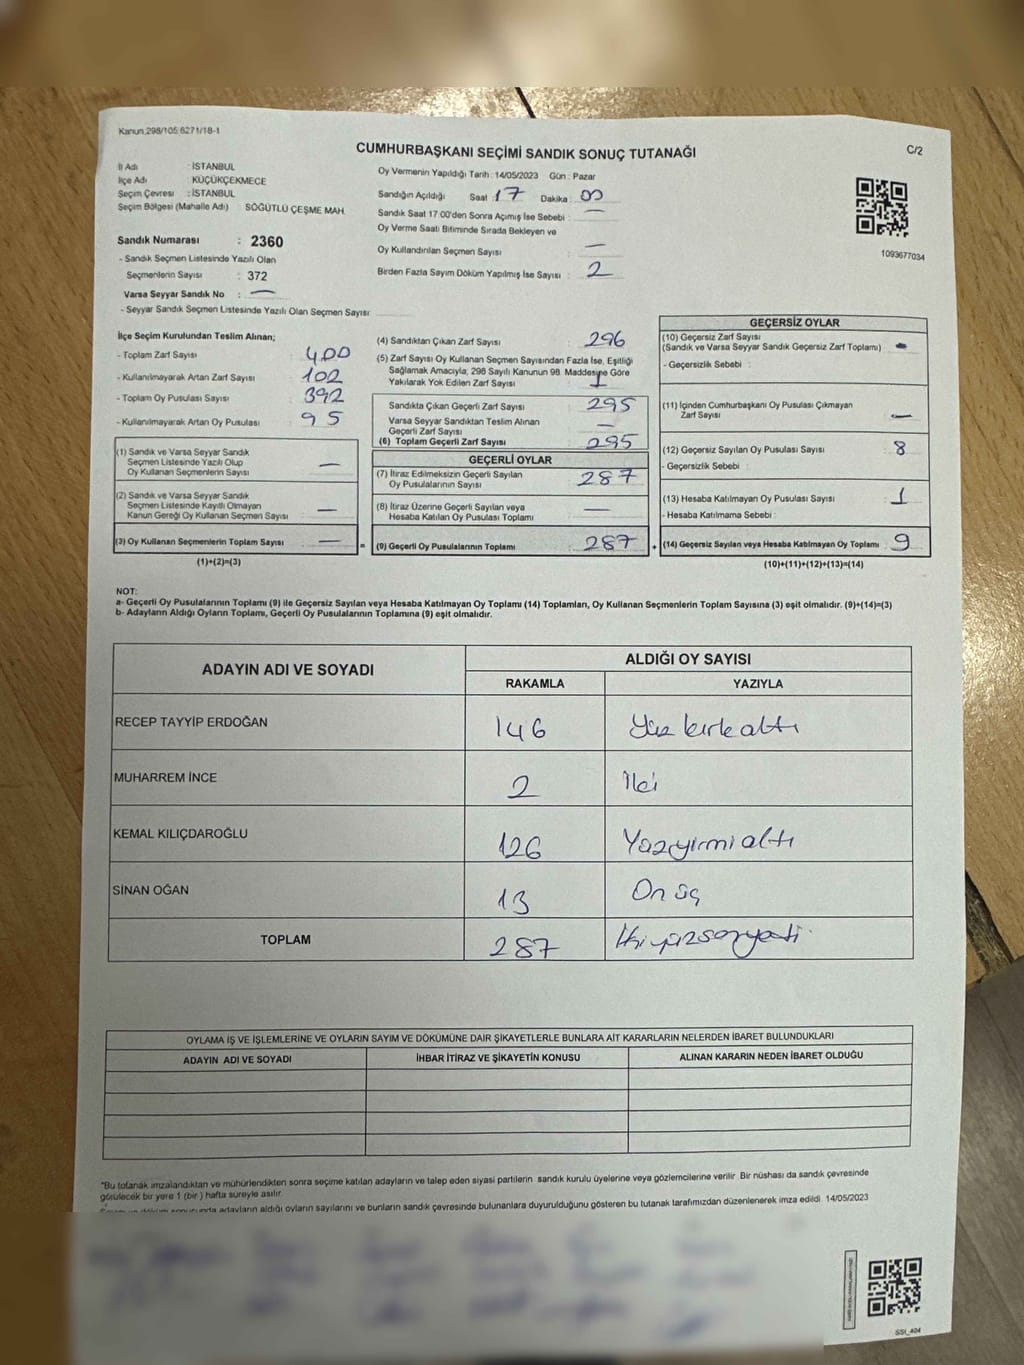 Kanun,298/105;6271/18-1
CUMHURBAŞKANI SEÇİMİ SANDIK SONUÇ TUTANAĞI
C/2
İl Adı : İSTANBUL
İlçe Adı : KÜÇÜKÇEKMECE
Seçim Çevresi : İSTANBUL
Seçim Bölgesi (Mahalle Adı) : SÖĞÜTLÜ ÇEŞME MAH.
Sandık Numarası : 2360
- Sandık Seçmen Listesinde Yazılı Olan
Seçmenlerin Sayısı : 372
Varsa Seyyar Sandık No : —
- Seyyar Sandık Seçmen Listesinde Yazılı Olan Seçmen Sayısı:
Oy Vermenin Yapıldığı Tarih : 14/05/2023 Gün : Pazar
Sandığın Açıldığı Saat : 17 Dakika : 00
Sandık Saat 17:00'den Sonra Açımış İse Sebebi : —
Oy Verme Saati Bitiminde Sırada Bekleyen ve
Oy Kullandırılan Seçmen Sayısı : —
Birden Fazla Sayım Döküm Yapılmış İse Sayısı : 2
1093677034
İlçe Seçim Kurulundan Teslim Alınan;
- Toplam Zarf Sayısı : 400
- Kullanılmayarak Artan Zarf Sayısı : 102
- Toplam Oy Pusulası Sayısı : 392
- Kullanılmayarak Artan Oy Pusulası : 95
(1) Sandık ve Varsa Seyyar Sandık
Seçmen Listesinde Yazılı Olup
Oy Kullanan Seçmenlerin Sayısı : —
(2) Sandık ve Varsa Seyyar Sandık
Seçmen Listesinde Kayıtlı Olmayan
Kanun Gereği Oy Kullanan Seçmen Sayısı : —
(3) Oy Kullanan Seçmenlerin Toplam Sayısı : —
(1)+(2)=(3)
(4) Sandıktan Çıkan Zarf Sayısı : 296
(5) Zarf Sayısı Oy Kullanan Seçmen Sayısından Fazla İse, Eşitliği
Sağlamak Amacıyla, 298 Sayılı Kanunun 98. Maddesine Göre
Yakılarak Yok Edilen Zarf Sayısı : 1
Sandıkta Çıkan Geçerli Zarf Sayısı : 295
Varsa Seyyar Sandıktan Teslim Alınan
Geçerli Zarf Sayısı : —
(6) Toplam Geçerli Zarf Sayısı : 295
GEÇERLİ OYLAR
(7) İtiraz Edilmeksizin Geçerli Sayılan
Oy Pusulalarının Sayısı : 287
(8) İtiraz Üzerine Geçerli Sayılan veya
Hesaba Katılan Oy Pusulası Toplamı : —
= (9) Geçerli Oy Pusulalarının Toplamı : 287
GEÇERSİZ OYLAR
(10) Geçersiz Zarf Sayısı
(Sandık ve Varsa Seyyar Sandık Geçersiz Zarf Toplamı) : -
- Geçersizlik Sebebi :
(11) İçinden Cumhurbaşkanı Oy Pusulası Çıkmayan
Zarf Sayısı : —
(12) Geçersiz Sayılan Oy Pusulası Sayısı : 8
- Geçersizlik Sebebi :
(13) Hesaba Katılmayan Oy Pusulası Sayısı : 1
- Hesaba Katılmama Sebebi :
+ (14) Geçersiz Sayılan veya Hesaba Katılmayan Oy Toplamı : 9
(10)+(11)+(12)+(13)=(14)
NOT:
a- Geçerli Oy Pusulalarının Toplamı (9) ile Geçersiz Sayılan veya Hesaba Katılmayan Oy Toplamı (14) Toplamları, Oy Kullanan Seçmenlerin Toplam Sayısına (3) eşit olmalıdır. (9)+(14)=(3)
b- Adayların Aldığı Oyların Toplamı, Geçerli Oy Pusulalarının Toplamına (9) eşit olmalıdır.
ADAYIN ADI VE SOYADI
ALDIĞI OY SAYISI
RAKAMLA YAZIYLA
RECEP TAYYİP ERDOĞAN 146 Yüz kırk altı
MUHARREM İNCE 2 İki
KEMAL KILIÇDAROĞLU 126 Yüzyirmi altı
SİNAN OĞAN 13 On üç
TOPLAM 287 İkiyüzseksenyedi
OYLAMA İŞ VE İŞLEMLERİNE VE OYLARIN SAYIM VE DÖKÜMÜNE DAİR ŞİKAYETLERLE BUNLARA AİT KARARLARIN NELERDEN İBARET BULUNDUKLARI
ADAYIN ADI VE SOYADI İHBAR İTİRAZ VE ŞİKAYETİN KONUSU ALINAN KARARIN NEDEN İBARET OLDUĞU
"Bu tutanak imzalandıktan ve mühürlendikten sonra seçime katılan adayların ve talep eden siyasi partilerin sandık kurulu üyelerine veya gözlemcilerine verilir. Bir nüshası da sandık çevresinde
görülecek bir yere 1 (bir ) hafta süreyle asılır.
adayların aldığı oyların sayılarını ve bunların sandık çevresinde bulunanlara duyurulduğunu gösteren bu tutanak tarafımızdan düzenlenerek imza edildi. 14/05/2023
SSI_404